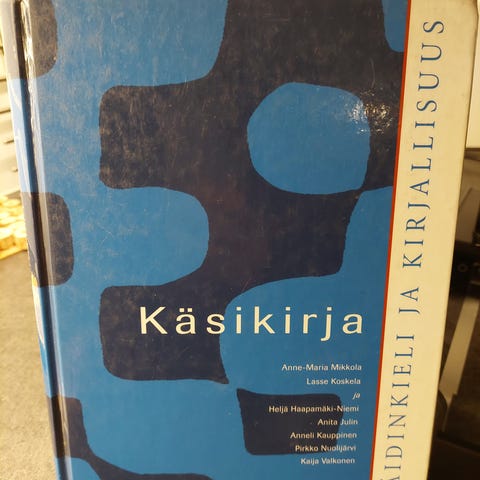 Käsikirja
Anne-Maria Mikkola
Lasse Koskela
ja
Heljä Haapamäki-Niemi
Anita Julin
Anneli Kauppinen
Pirkko Nuolijärvi
Kaija Valkonen
ÄIDINKIELI JA KIRJALLISUUS